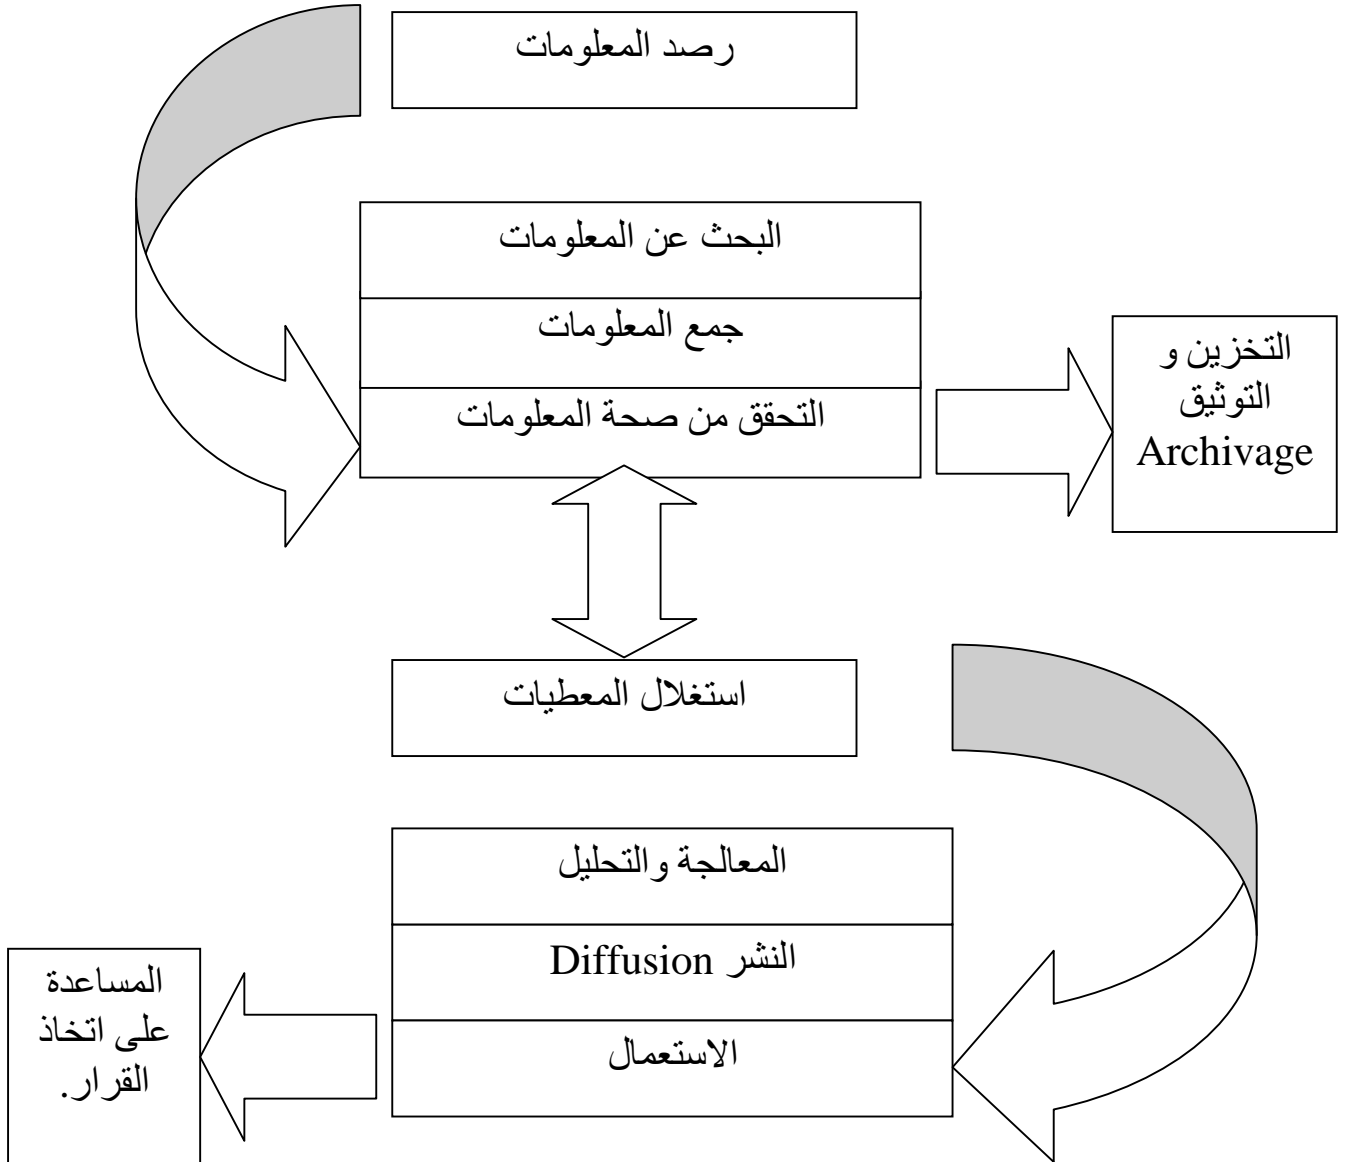 رصد المعلومات
البحث عن المعلومات
جمع المعلومات
التحقق من صحة المعلومات
التخزين و
التوثيق
Archivage
استغلال المعطيات
المعالجة والتحليل
النشر Diffusion
الاستعمال
المساعدة
على اتخاذ
القرار.